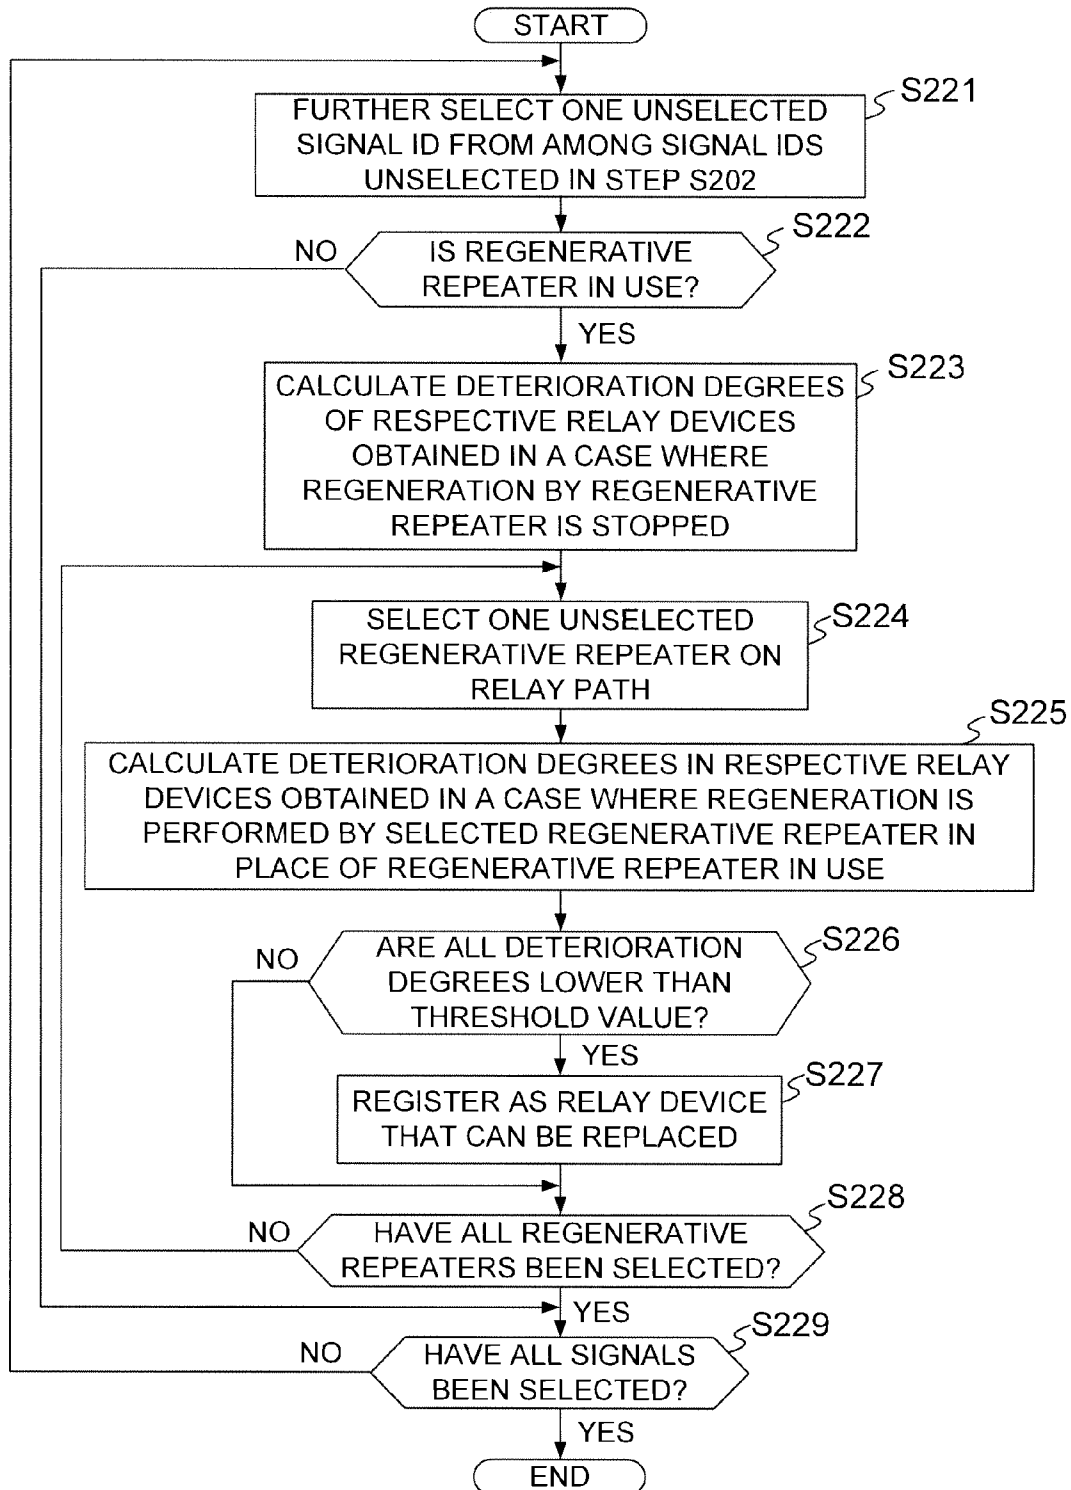 START
S221
FURTHER SELECT ONE UNSELECTED
SIGNAL ID FROM AMONG SIGNAL IDS
UNSELECTED IN STEP S202
S222
NO
IS REGENERATIVE
REPEATER IN USE?
YES
S223
CALCULATE DETERIORATION DEGREES
OF RESPECTIVE RELAY DEVICES
OBTAINED IN A CASE WHERE
REGENERATION BY REGENERATIVE
REPEATER IS STOPPED
S224
SELECT ONE UNSELECTED
REGENERATIVE REPEATER ON
RELAY PATH
S225
CALCULATE DETERIORATION DEGREES IN RESPECTIVE RELAY
DEVICES OBTAINED IN A CASE WHERE REGENERATION IS
PERFORMED BY SELECTED REGENERATIVE REPEATER IN
PLACE OF REGENERATIVE REPEATER IN USE
S226
NO
ARE ALL DETERIORATION
DEGREES LOWER THAN
THRESHOLD VALUE?
YES
S227
REGISTER AS RELAY DEVICE
THAT CAN BE REPLACED
S228
NO
HAVE ALL REGENERATIVE
REPEATERS BEEN SELECTED?
YES
S229
NO
HAVE ALL SIGNALS
BEEN SELECTED?
YES
END